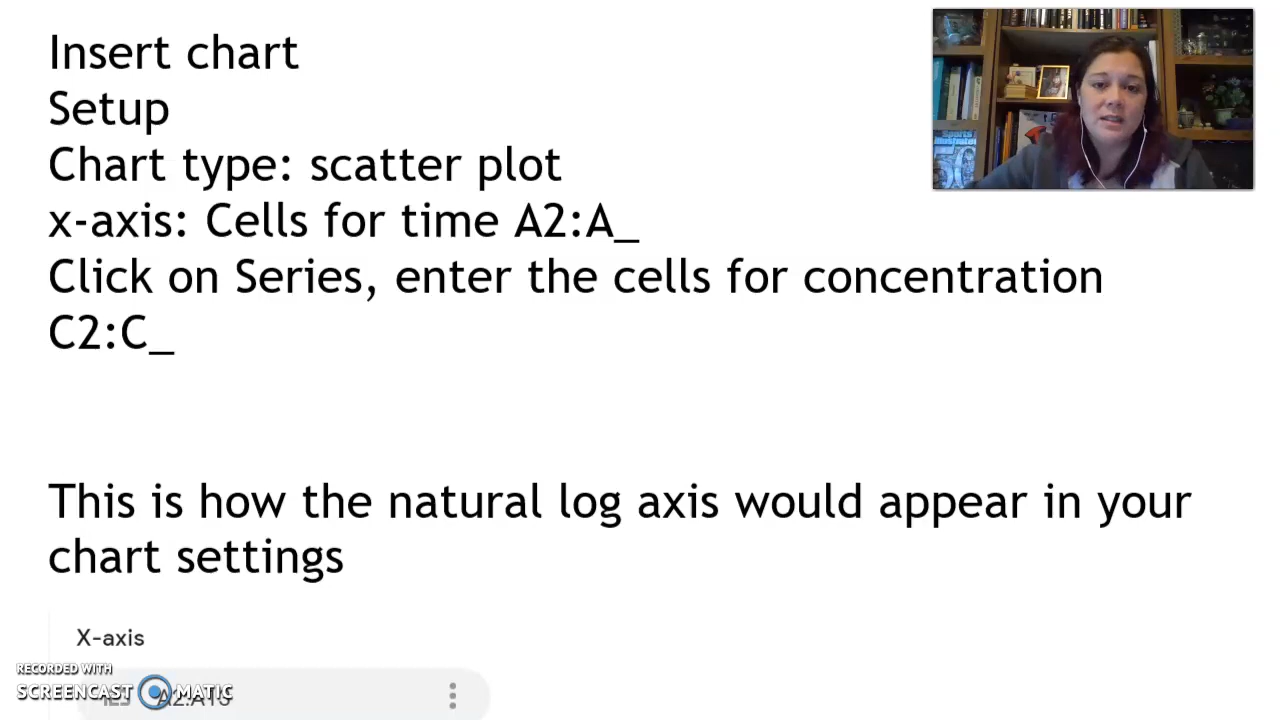 Insert chart
Setup
Chart type: scatter plot
x-axis: Cells for time A2:A_
Click on Series, enter the cells for concentration
C2:C_
This is how the natural log axis would appear in your
chart settings
X-axis
RECORDED WITH
SCREENCAST MATIC
Sports
Illustrated